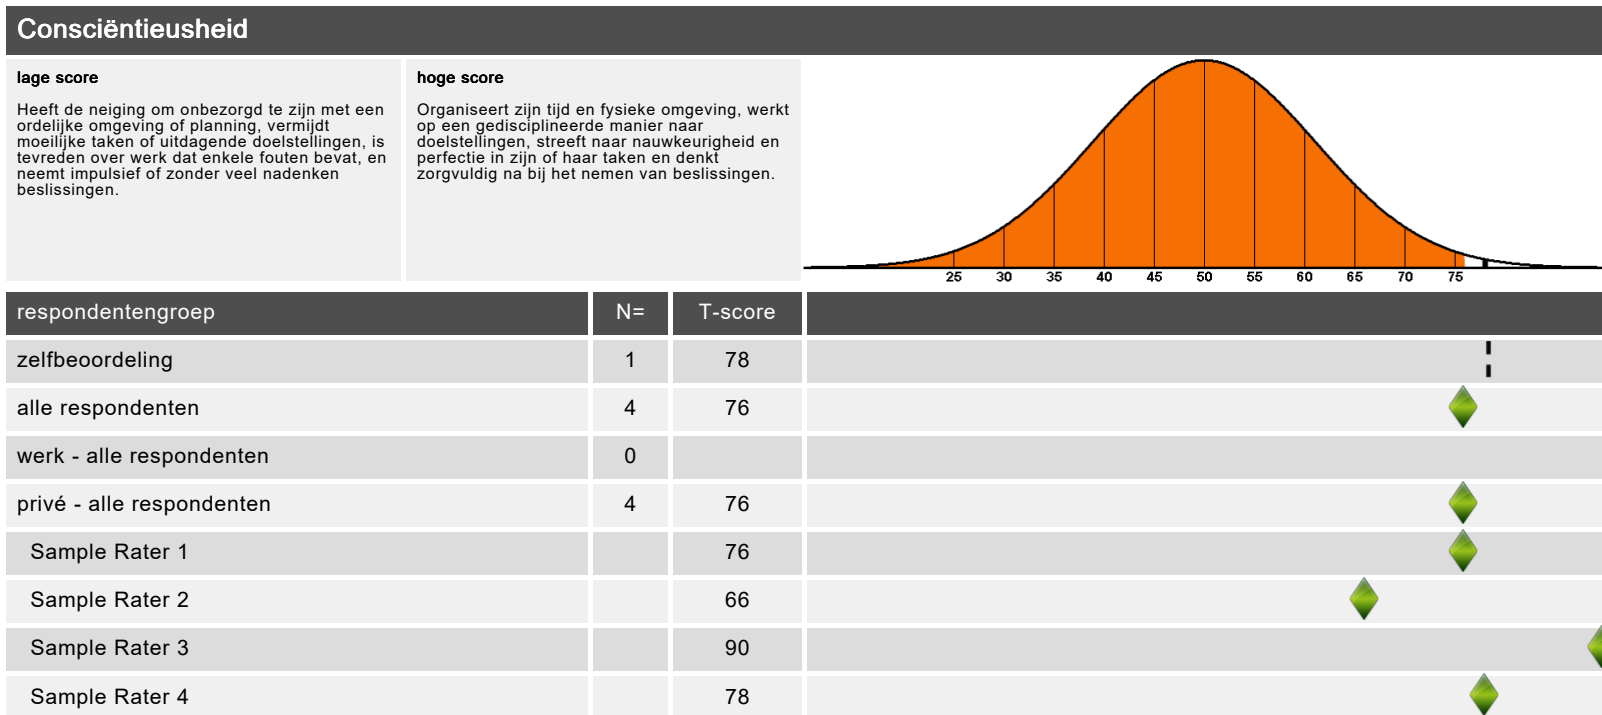 Consciëntieusheid
lage score
Heeft de neiging om onbezorgd te zijn met een
ordelijke omgeving of planning, vermijdt
moeilijke taken of uitdagende doelstellingen, is
tevreden over werk dat enkele fouten bevat, en
neemt impulsief of zonder veel nadenken
beslissingen.
hoge score
Organiseert zijn tijd en fysieke omgeving, werkt
op een gedisciplineerde manier naar
doelstellingen, streeft naar nauwkeurigheid en
perfectie in zijn of haar taken en denkt
zorgvuldig na bij het nemen van beslissingen.
25 30 35 40 45 50 55 60 65 70 75
respondentengroep N= T-score
zelfbeoordeling 1 78
alle respondenten 4 76
werk - alle respondenten 0
privé - alle respondenten 4 76
Sample Rater 1 76
Sample Rater 2 66
Sample Rater 3 90
Sample Rater 4 78